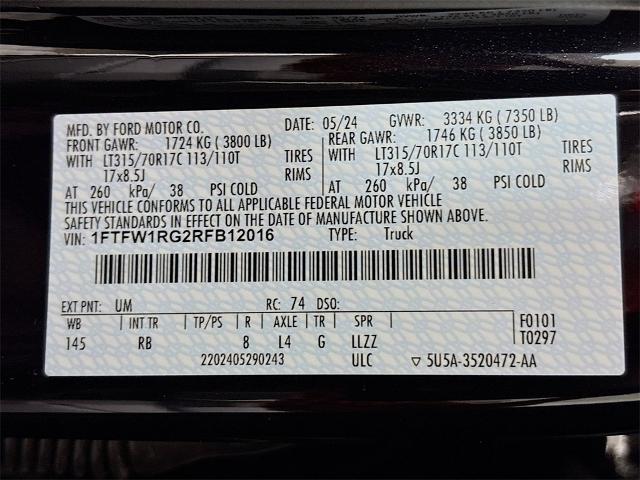 MFD. BY FORD MOTOR CO.
DATE: 05/24 GVWR: 3334 KG ( 7350 LB)
FRONT GAWR: 1724 KG ( 3800 LB)
WITH LT315/70R17C 113/110T TIRES
17x8.5J RIMS
AT 260 kPa/ 38 PSI COLD
REAR GAWR: 1746 KG ( 3850 LB)
WITH LT315/70R17C 113/110T TIRES
17x8.5J RIMS
AT 260 kPa/ 38 PSI COLD
THIS VEHICLE CONFORMS TO ALL APPLICABLE FEDERAL MOTOR VEHICLE
SAFETY STANDARDS IN EFFECT ON THE DATE OF MANUFACTURE SHOWN ABOVE.
VIN: 1FTFW1RG2RFB12016 TYPE: Truck
EXT PNT: UM RC: 74 DSO:
WB INT TR TP/PS R AXLE TR SPR
145 RB 8 L4 G LLZZ
F0101
T0297
2202405290243 ULC ▽ 5U5A-3520472-AA